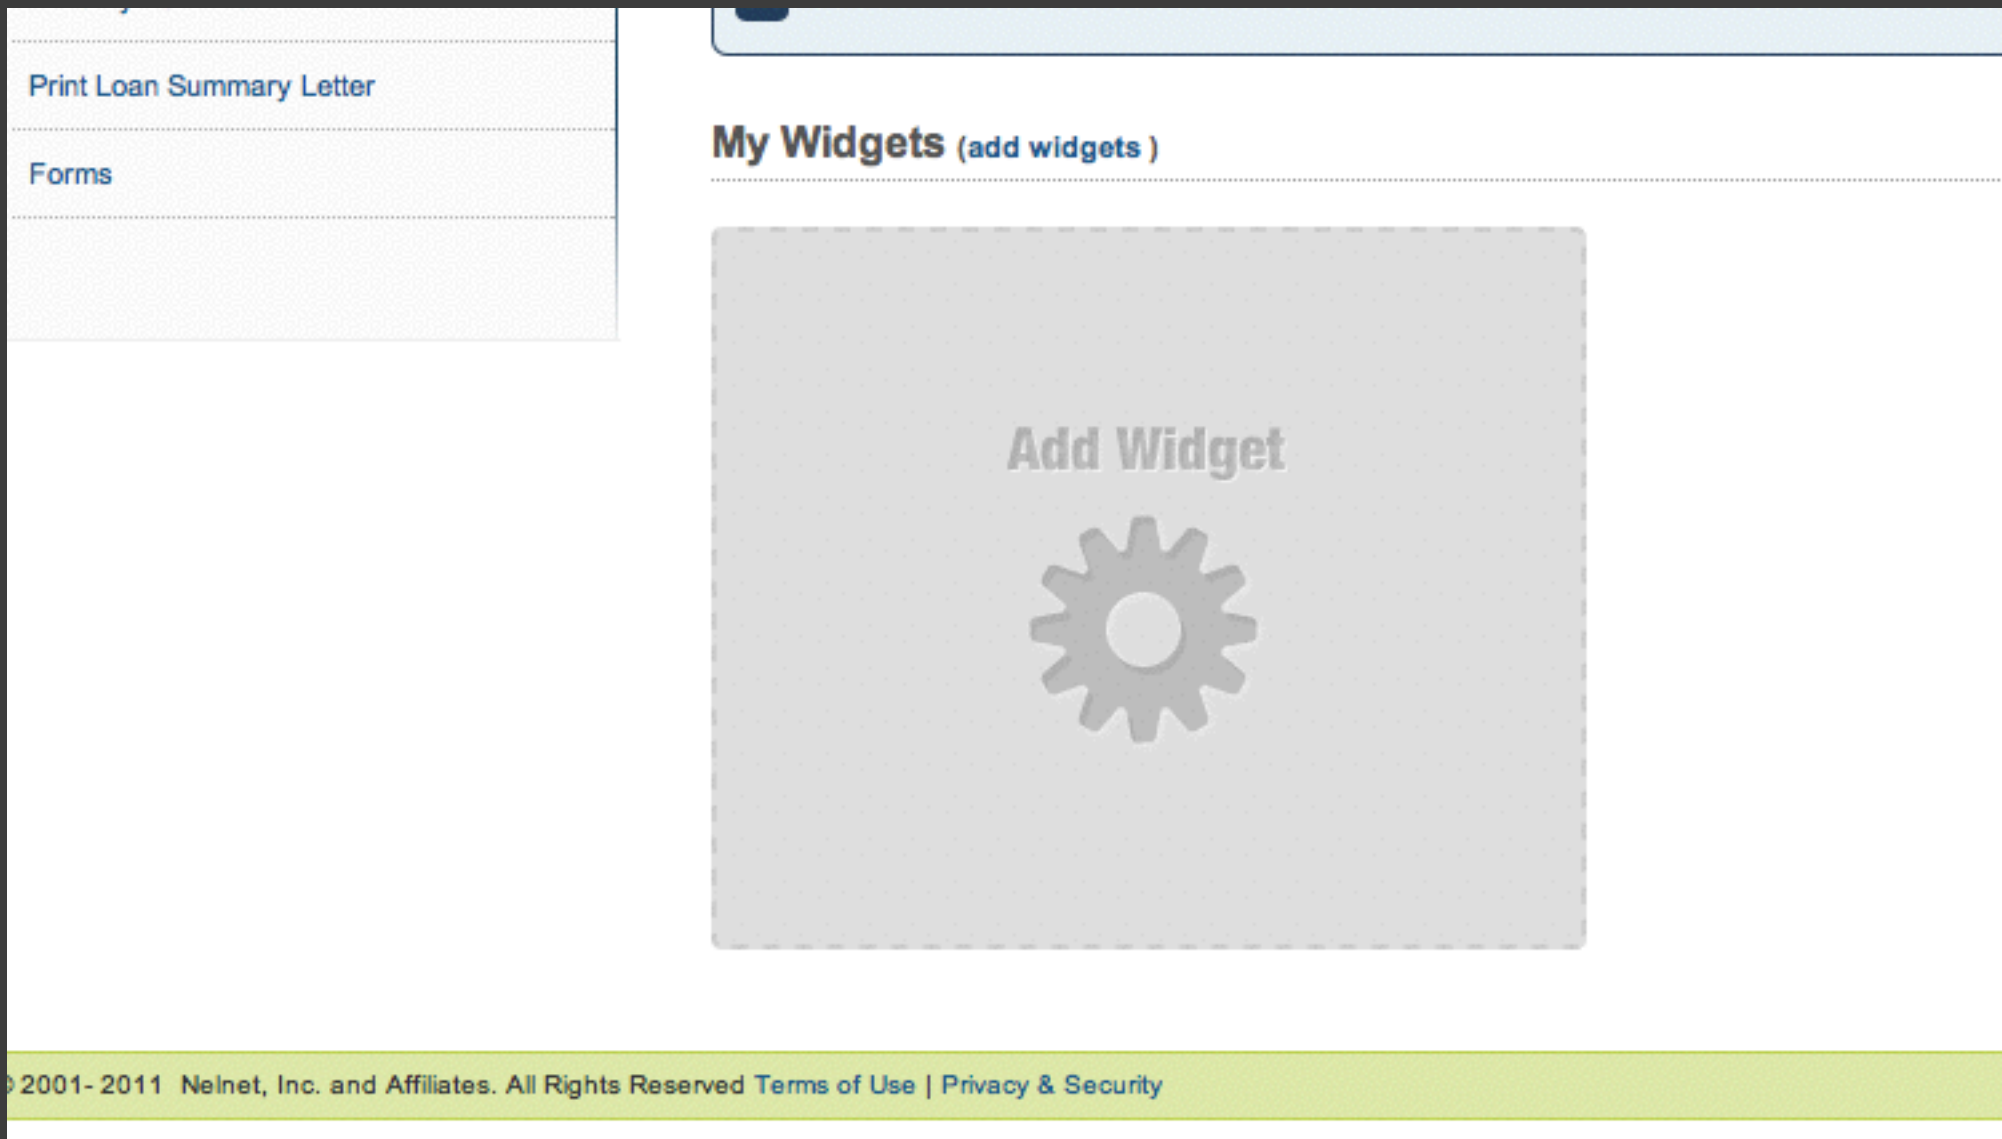 Print Loan Summary Letter
Forms
My Widgets (add widgets )
Add Widget
© 2001- 2011 Nelnet, Inc. and Affiliates. All Rights Reserved Terms of Use | Privacy & Security